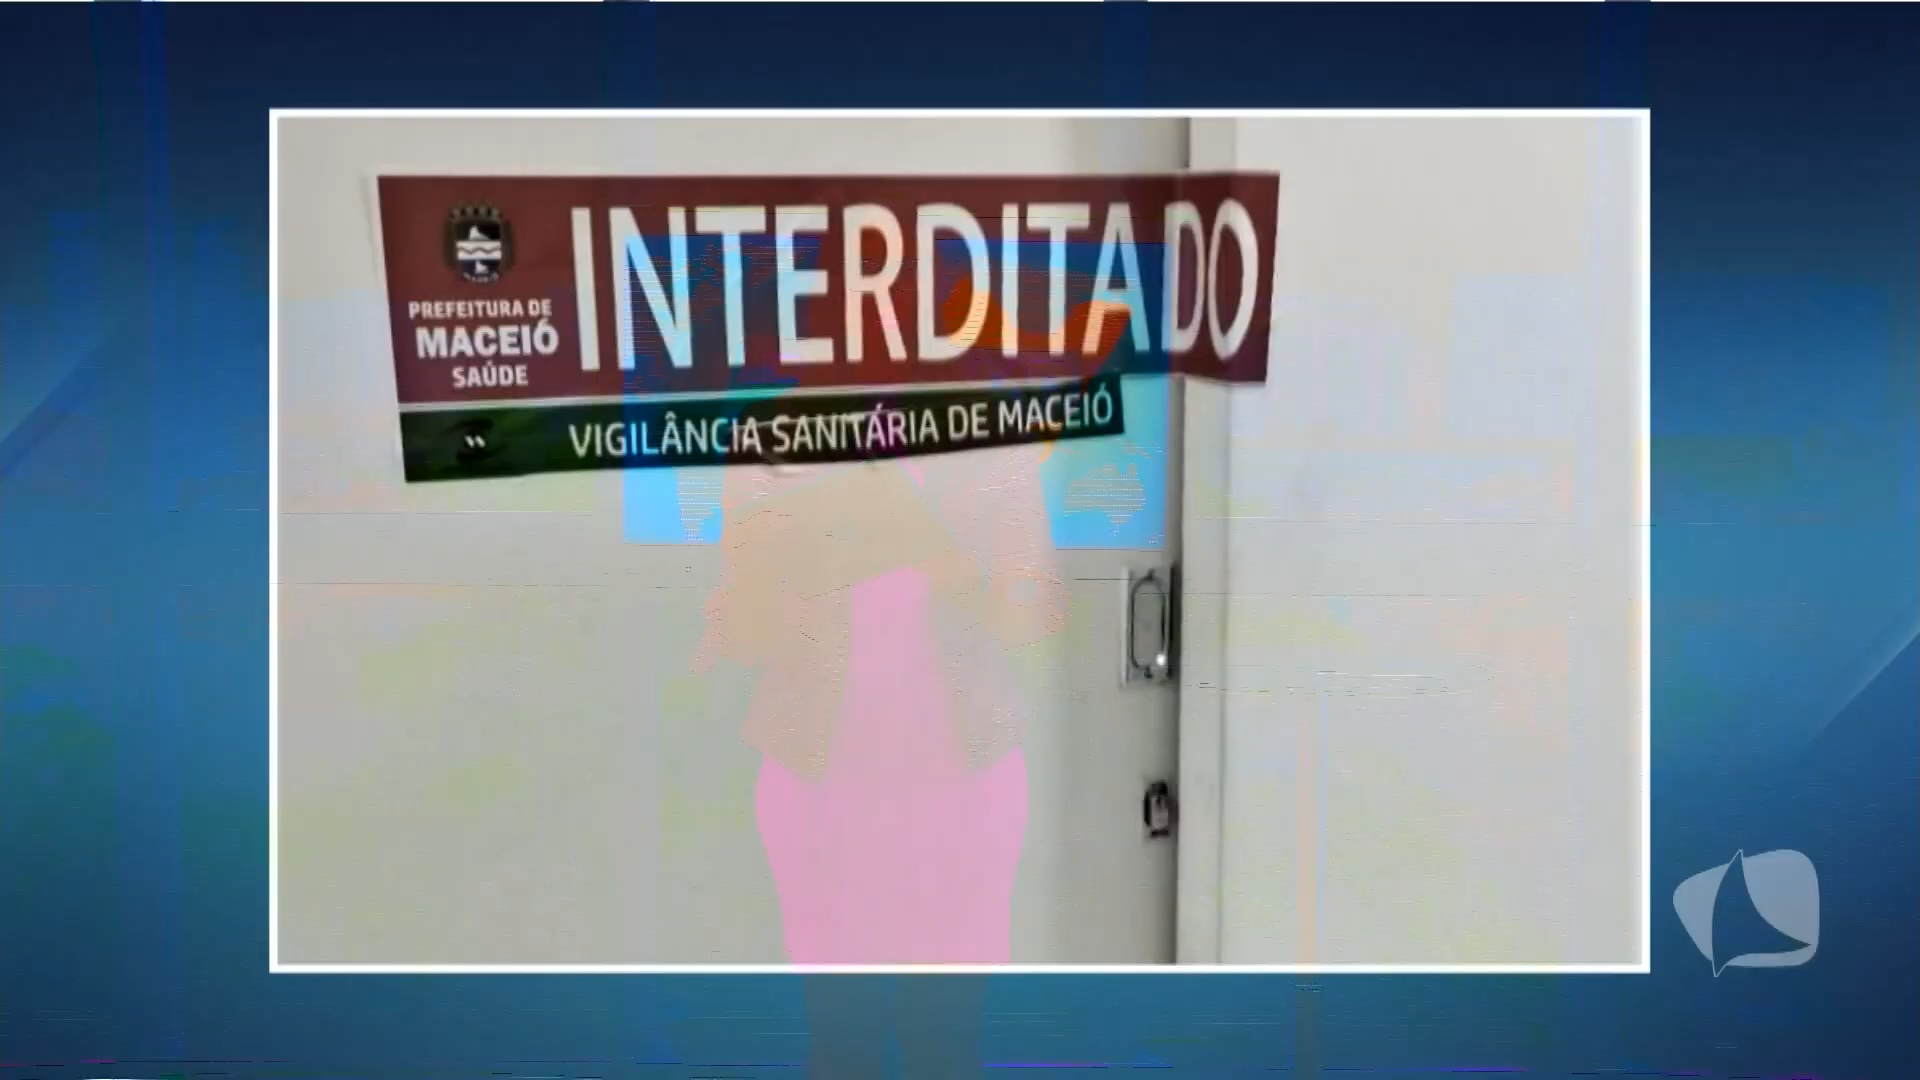 INTERDITADO
PREFEITURA DE
MACEIÓ
SAÚDE
VIGILÂNCIA SANITÁRIA DE MACEIÓ